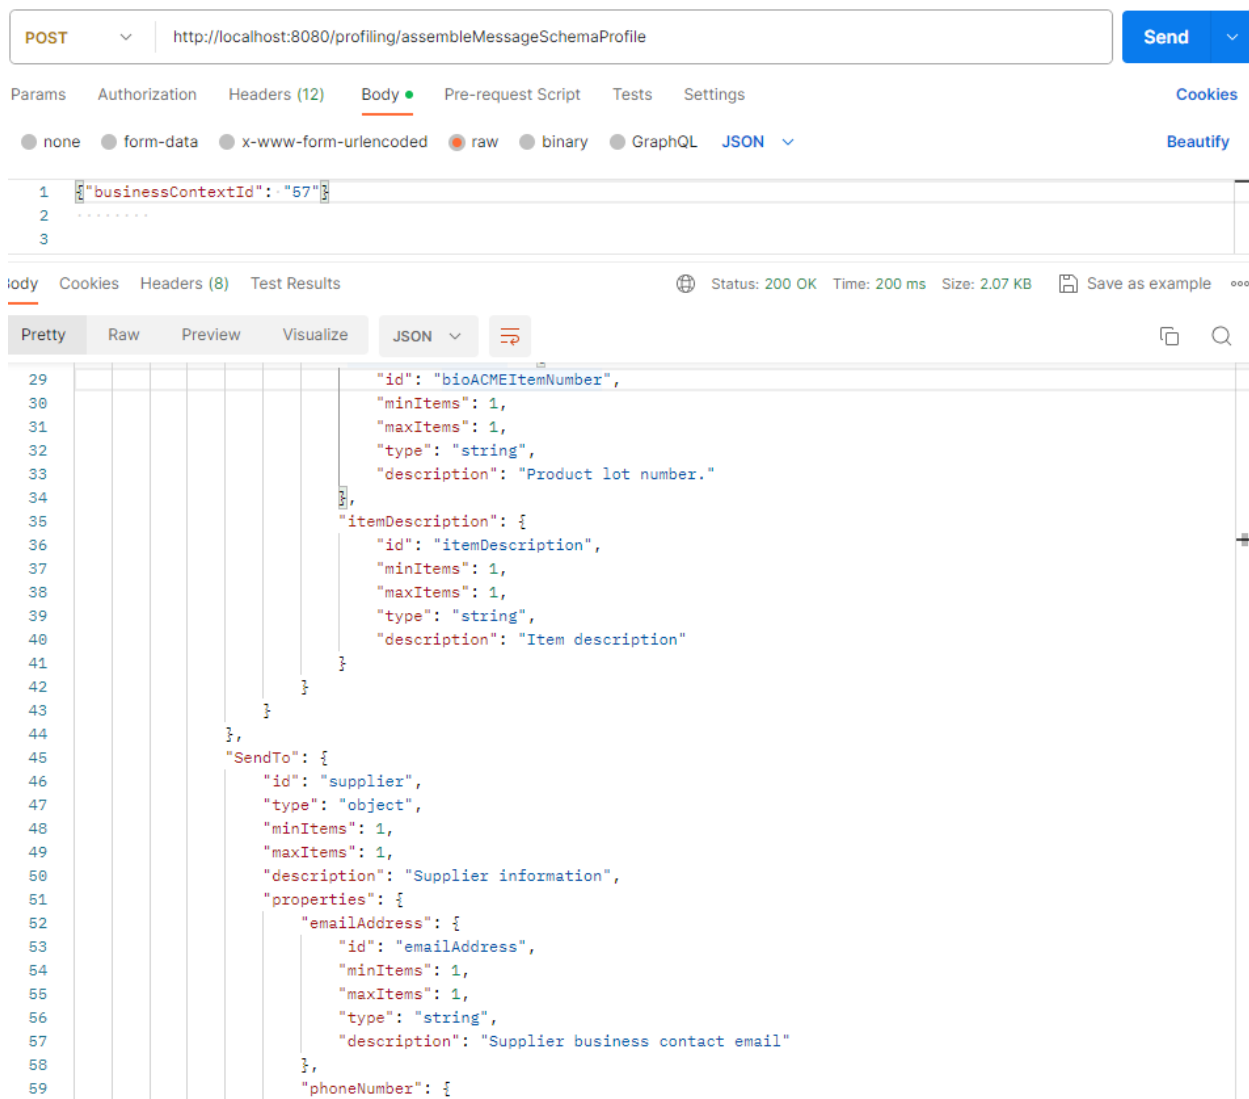 POST http://localhost:8080/profiling/assembleMessageSchemaProfile Send
Params Authorization Headers (12) Body Pre-request Script Tests Settings Cookies
none form-data x-www-form-urlencoded raw binary GraphQL JSON Beautify
1 {"businessContextId": "57"}
2
3
Body Cookies Headers (8) Test Results Status: 200 OK Time: 200 ms Size: 2.07 KB Save as example
Pretty Raw Preview Visualize JSON
29 "id": "bioACMEItemNumber",
30 "minItems": 1,
31 "maxItems": 1,
32 "type": "string",
33 "description": "Product lot number."
34 },
35 "itemDescription": {
36 "id": "itemDescription",
37 "minItems": 1,
38 "maxItems": 1,
39 "type": "string",
40 "description": "Item description"
41 }
42 }
43 }
44 },
45 "SendTo": {
46 "id": "supplier",
47 "type": "object",
48 "minItems": 1,
49 "maxItems": 1,
50 "description": "Supplier information",
51 "properties": {
52 "emailAddress": {
53 "id": "emailAddress",
54 "minItems": 1,
55 "maxItems": 1,
56 "type": "string",
57 "description": "Supplier business contact email"
58 },
59 "phoneNumber": {